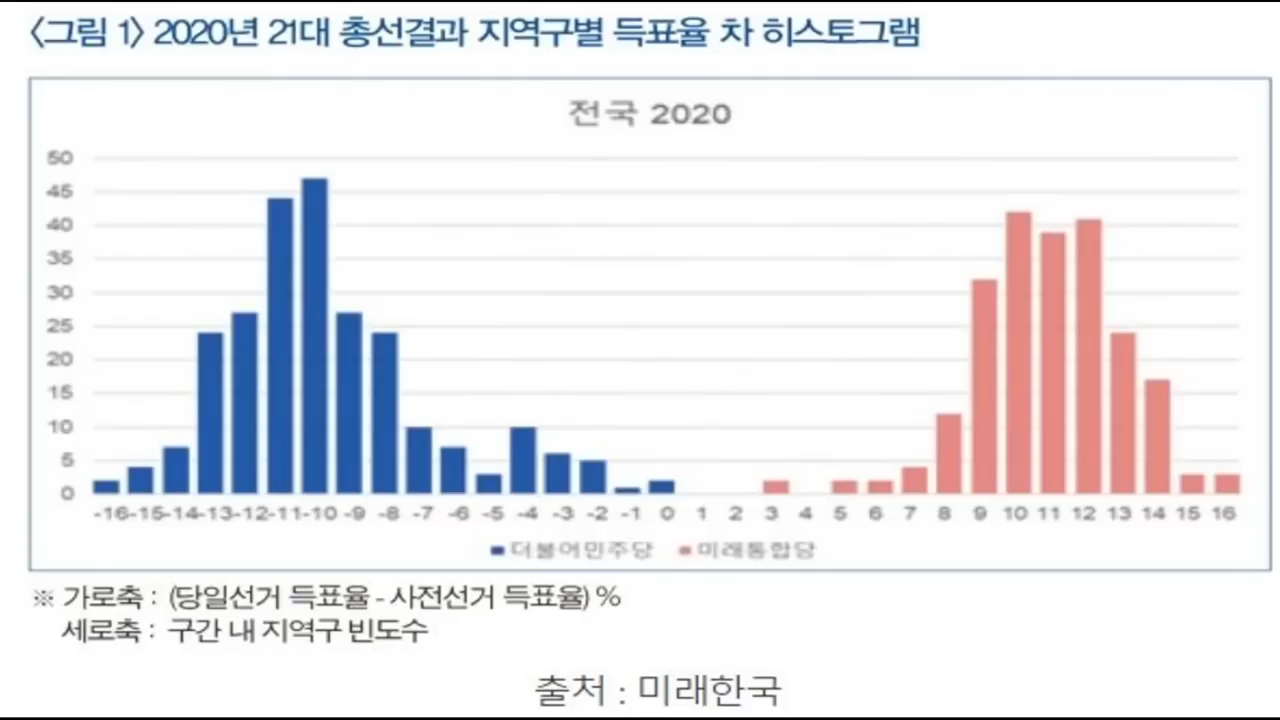 <그림 1> 2020년 21대 총선결과 지역구별 득표율 차 히스토그램
전국 2020
50
45
40
35
30
25
20
15
10
5
0
-16 -15 -14 -13 -12 -11 -10 -9 -8 -7 -6 -5 -4 -3 -2 -1 0 1 2 3 4 5 6 7 8 9 10 11 12 13 14 15 16
더불어민주당 미래통합당
※ 가로축 : (당일선거 득표율 - 사전선거 득표율) %
세로축 : 구간 내 지역구 빈도수
출처 : 미래한국